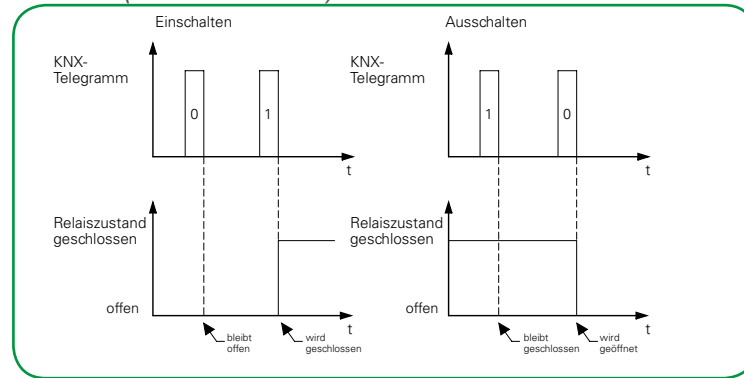 Einschalten
KNX-
Telegramm
0
1
t
Relaiszustand
geschlossen
offen
t
bleibt
offen
wird
geschlossen
Ausschalten
KNX-
Telegramm
1
0
t
Relaiszustand
geschlossen
offen
t
bleibt
geschlossen
wird
geöffnet